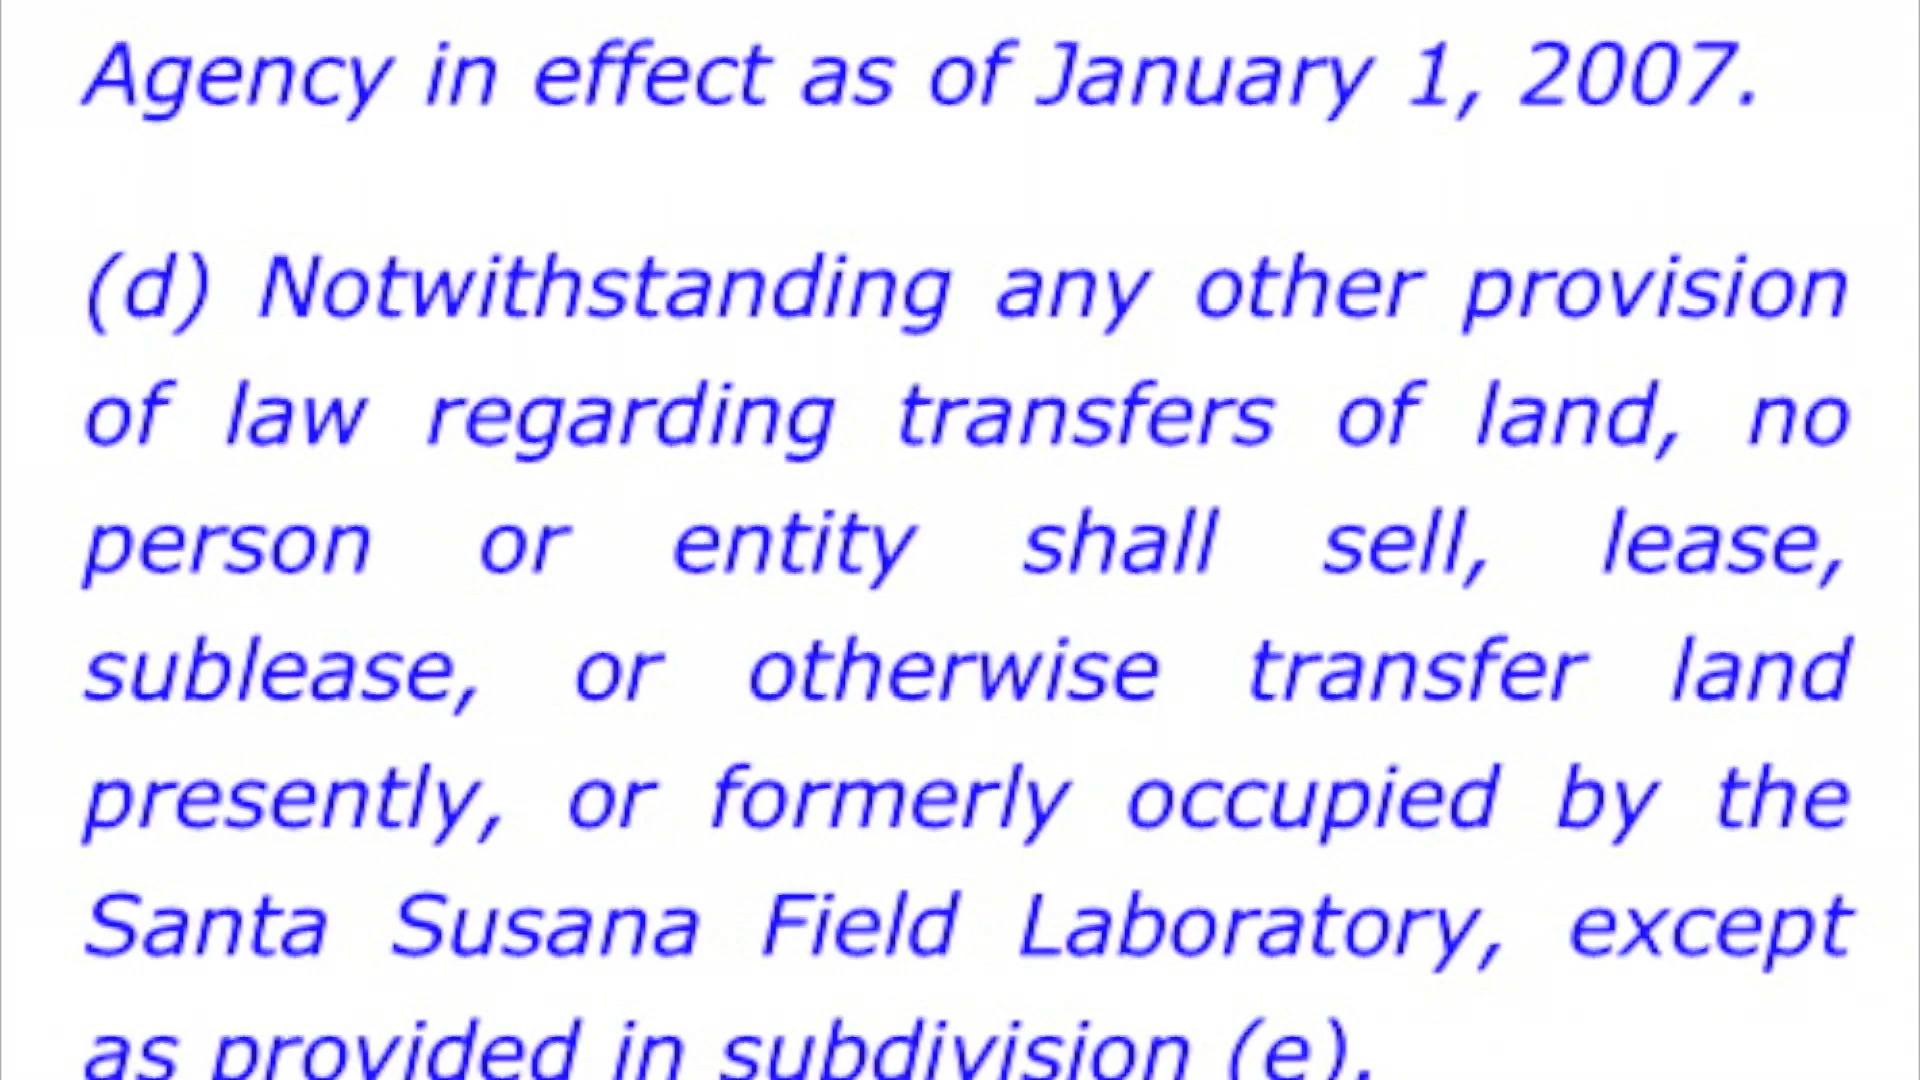 Agency in effect as of January 1, 2007.
(d) Notwithstanding any other provision
of law regarding transfers of land, no
person or entity shall sell, lease,
sublease, or otherwise transfer land
presently, or formerly occupied by the
Santa Susana Field Laboratory, except
as provided in subdivision (e).